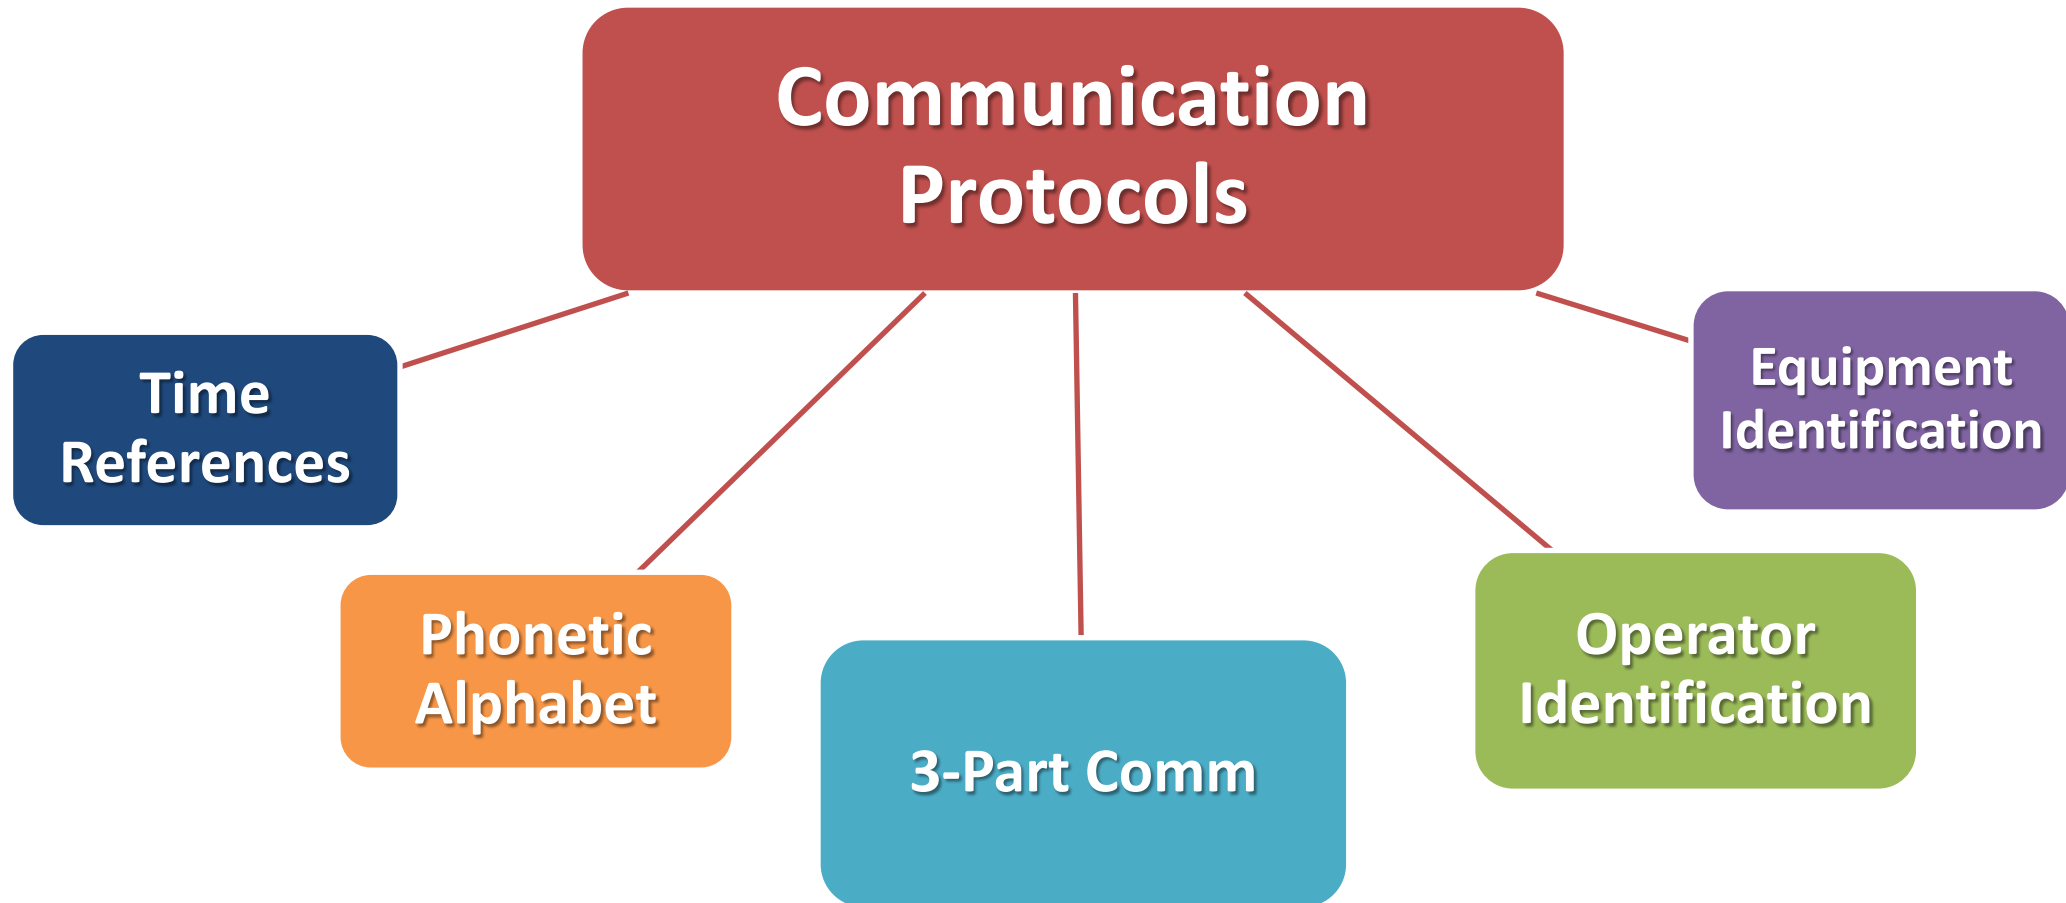 Communication
Protocols
Time
References
Phonetic
Alphabet
3-Part Comm
Operator
Identification
Equipment
Identification